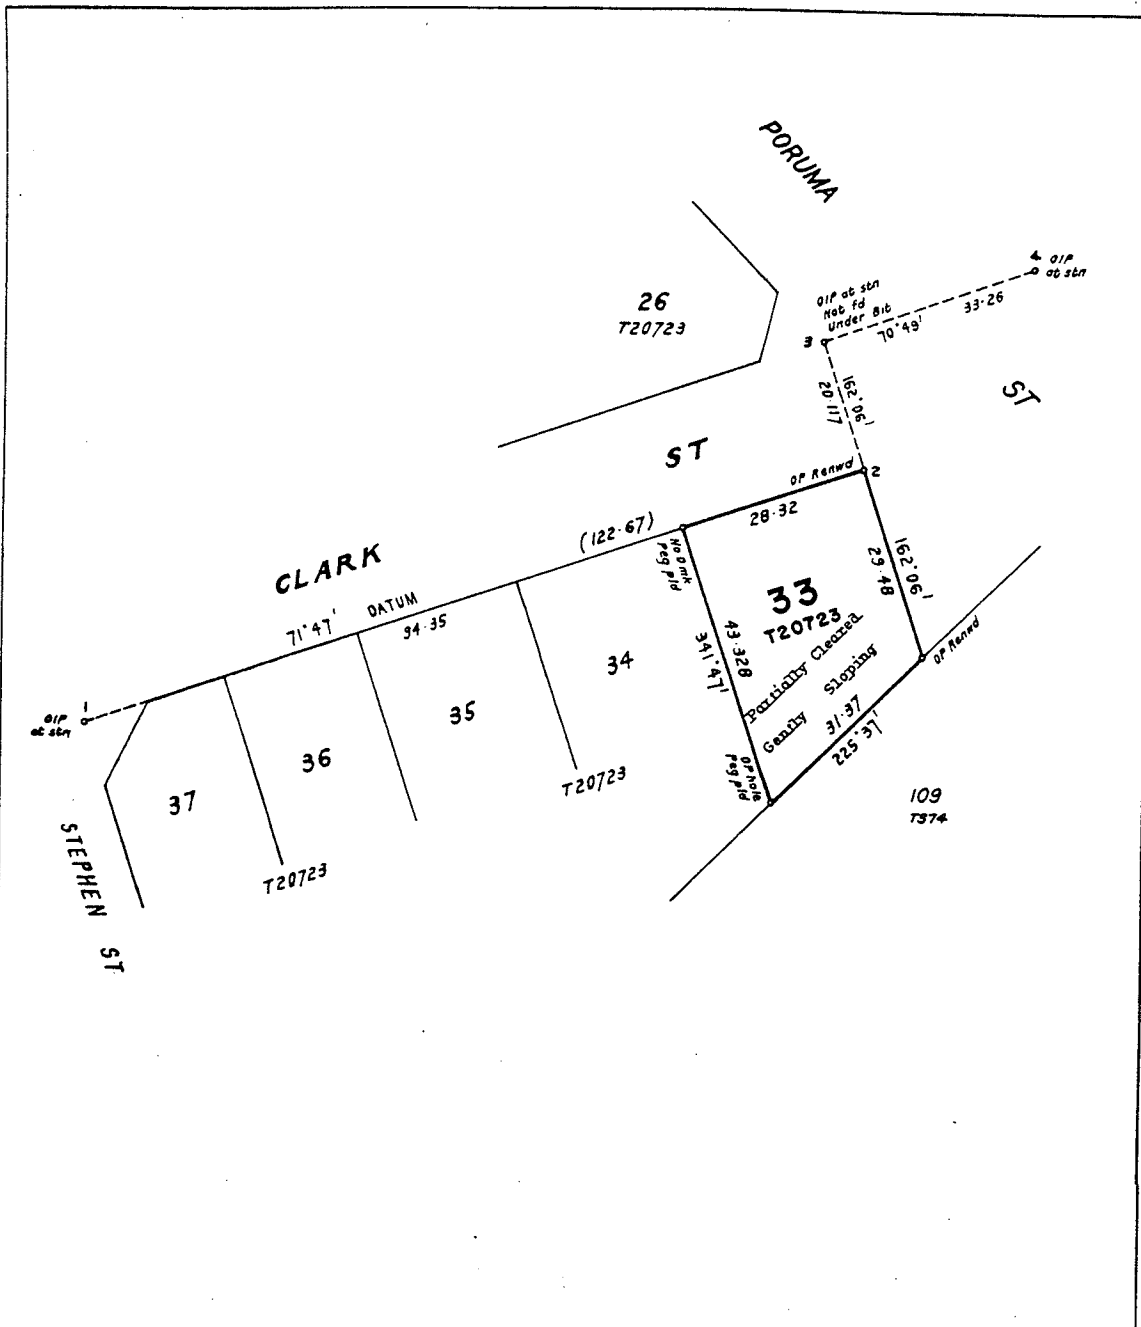 PORUMA
4 OIP
at stn
26
T20723
OIP at stn
Not fd
Under Bit
3
70°49'
33·26
162°06'
20·117
ST
ST
OP Renwd
2
28·32
(122·67)
No O mk
Peg pld
CLARK
71°47'
DATUM
94·35
162°06'
29·48
33
T20723
Partially Cleared
Gently Sloping
43·328
341°47'
OP Renwd
31·37
225°37'
34
35
36
37
1
OIP
at stn
OP hole
Peg pld
T20723
T20723
109
T374
STEPHEN ST